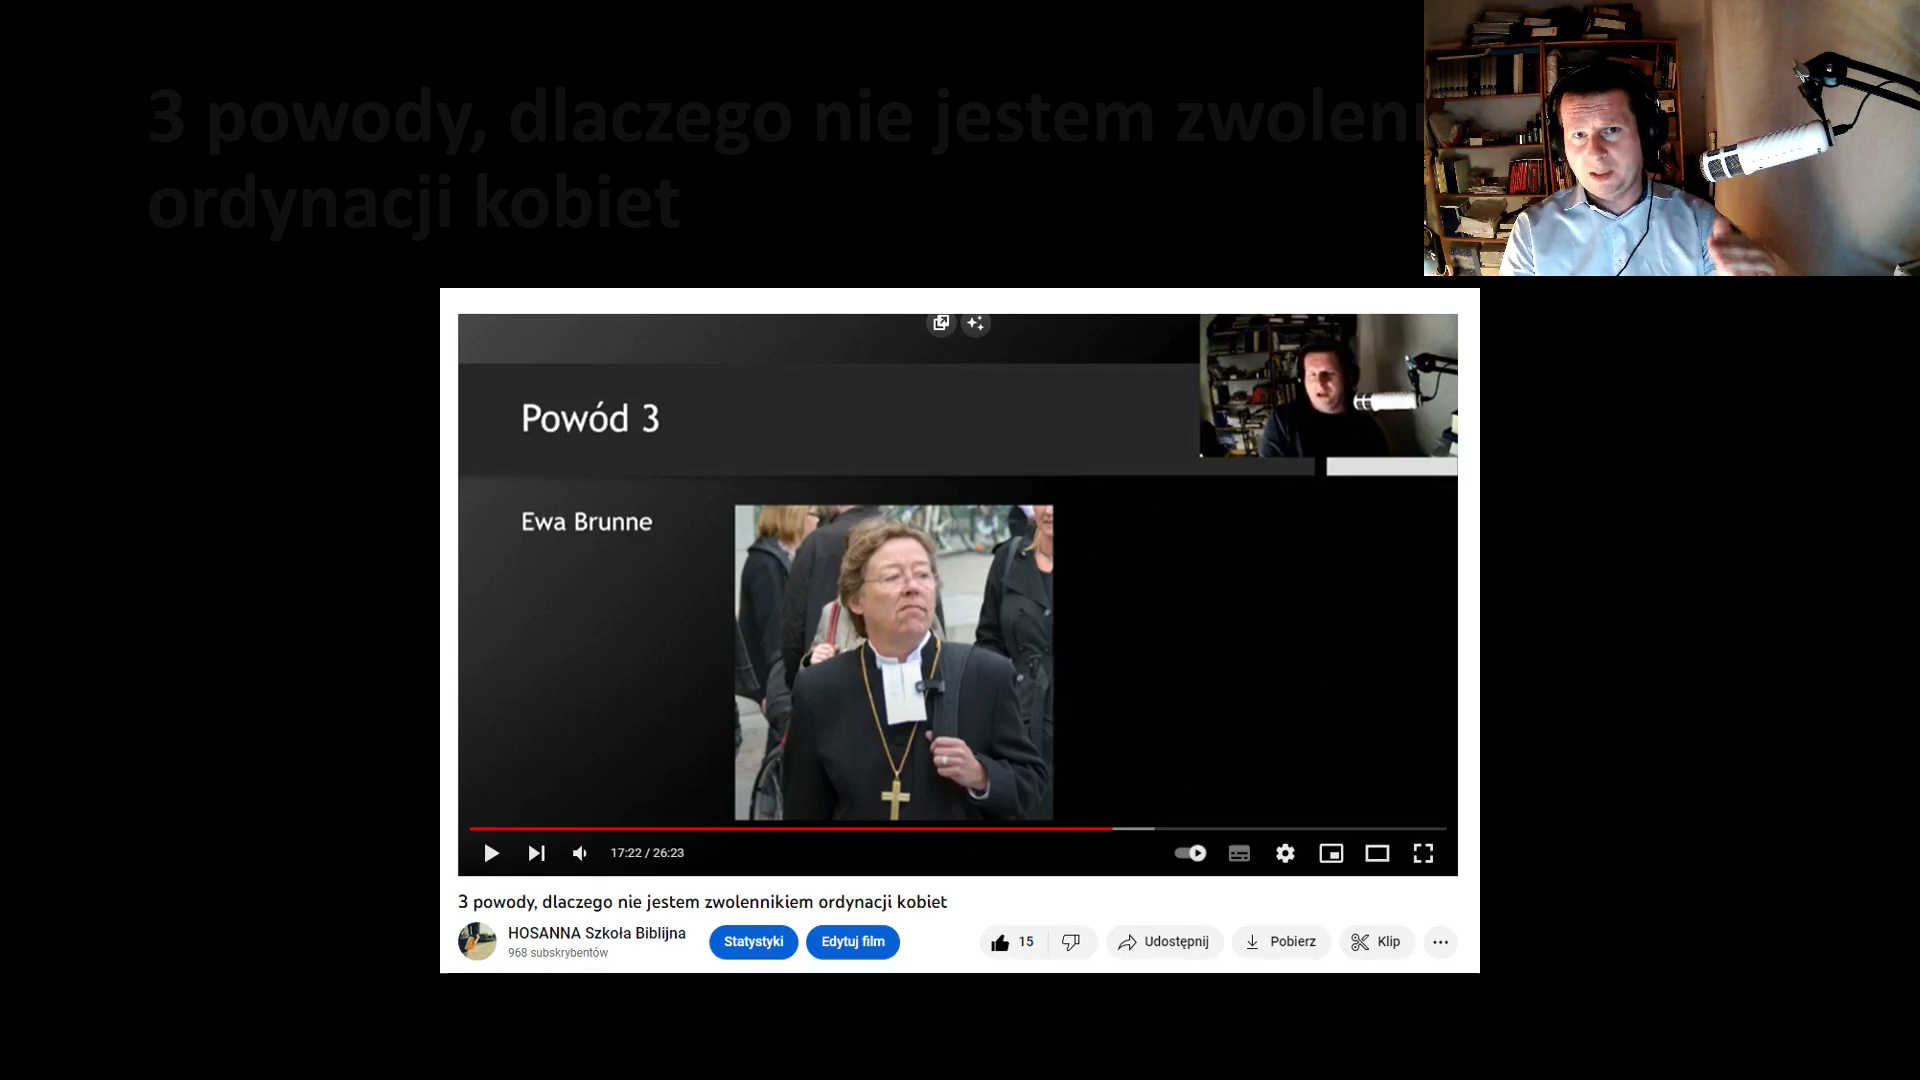 3 powody, dlaczego nie jestem zwolenni
ordynacji kobiet
Powód 3
Ewa Brunne
17:22 / 26:23
3 powody, dlaczego nie jestem zwolennikiem ordynacji kobiet
HOSANNA Szkoła Biblijna
968 subskrybentów
Statystyki
Edytuj film
15
Udostępnij
Pobierz
Klip